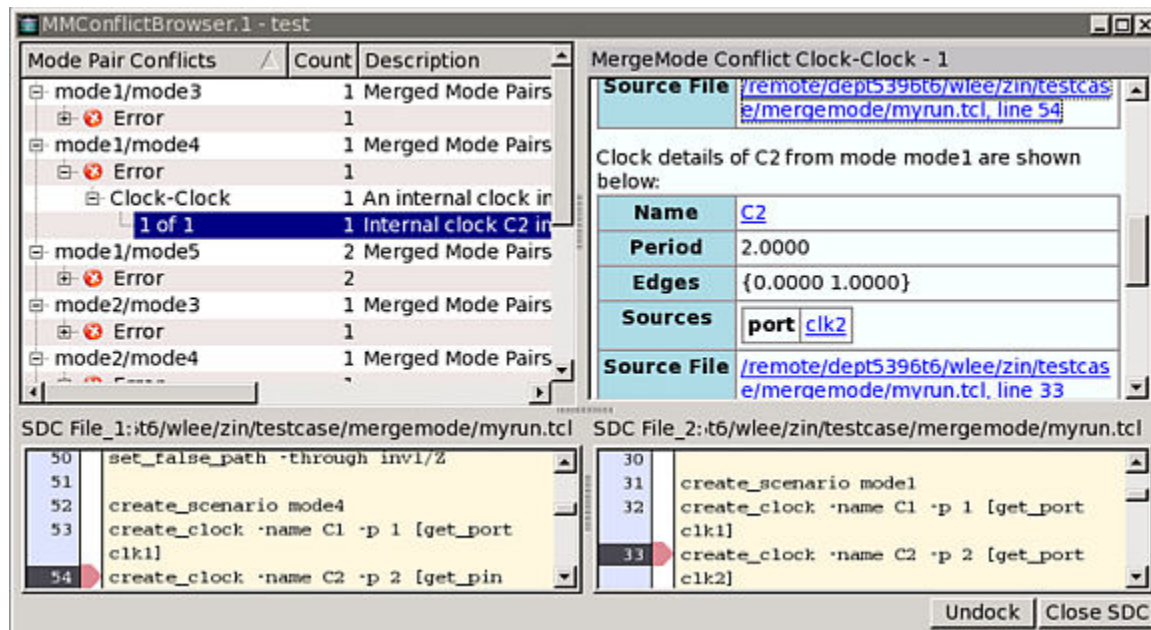 MMConflictBrowser.1 - test
Mode Pair Conflicts Count Description
mode1/mode3 1 Merged Mode Pairs
Error 1
mode1/mode4 1 Merged Mode Pairs
Error 1
Clock-Clock 1 An internal clock in
1 of 1 1 Internal clock C2 in
mode1/mode5 2 Merged Mode Pairs
Error 2
mode2/mode3 1 Merged Mode Pairs
Error 1
mode2/mode4 1 Merged Mode Pairs
MergeMode Conflict Clock-Clock - 1
Source File /remote/dept5396t6/wlee/zin/testcas
e/mergemode/myrun.tcl, line 54
Clock details of C2 from mode mode1 are shown
below:
Name C2
Period 2.0000
Edges {0.0000 1.0000}
Sources port clk2
Source File /remote/dept5396t6/wlee/zin/testcas
e/mergemode/myrun.tcl, line 33
SDC File_1:›t6/wlee/zin/testcase/mergemode/myrun.tcl
50 set_false_path -through inv1/Z
51
52 create_scenario mode4
53 create_clock -name C1 -p 1 [get_port
clk1]
54 create_clock -name C2 -p 2 [get_pin
SDC File_2:›t6/wlee/zin/testcase/mergemode/myrun.tcl
30
31 create_scenario mode1
32 create_clock -name C1 -p 1 [get_port
clk1]
33 create_clock -name C2 -p 2 [get_port
clk2]
Undock Close SDC